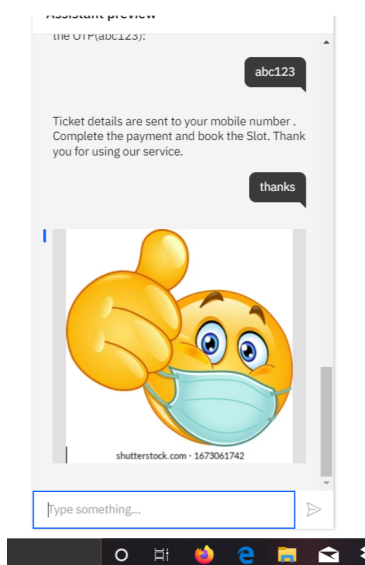 Assistant preview
the OTP(abc123):
abc123
Ticket details are sent to your mobile number .
Complete the payment and book the Slot. Thank
you for using our service.
thanks
shutterstock.com · 1673061742
Type something...